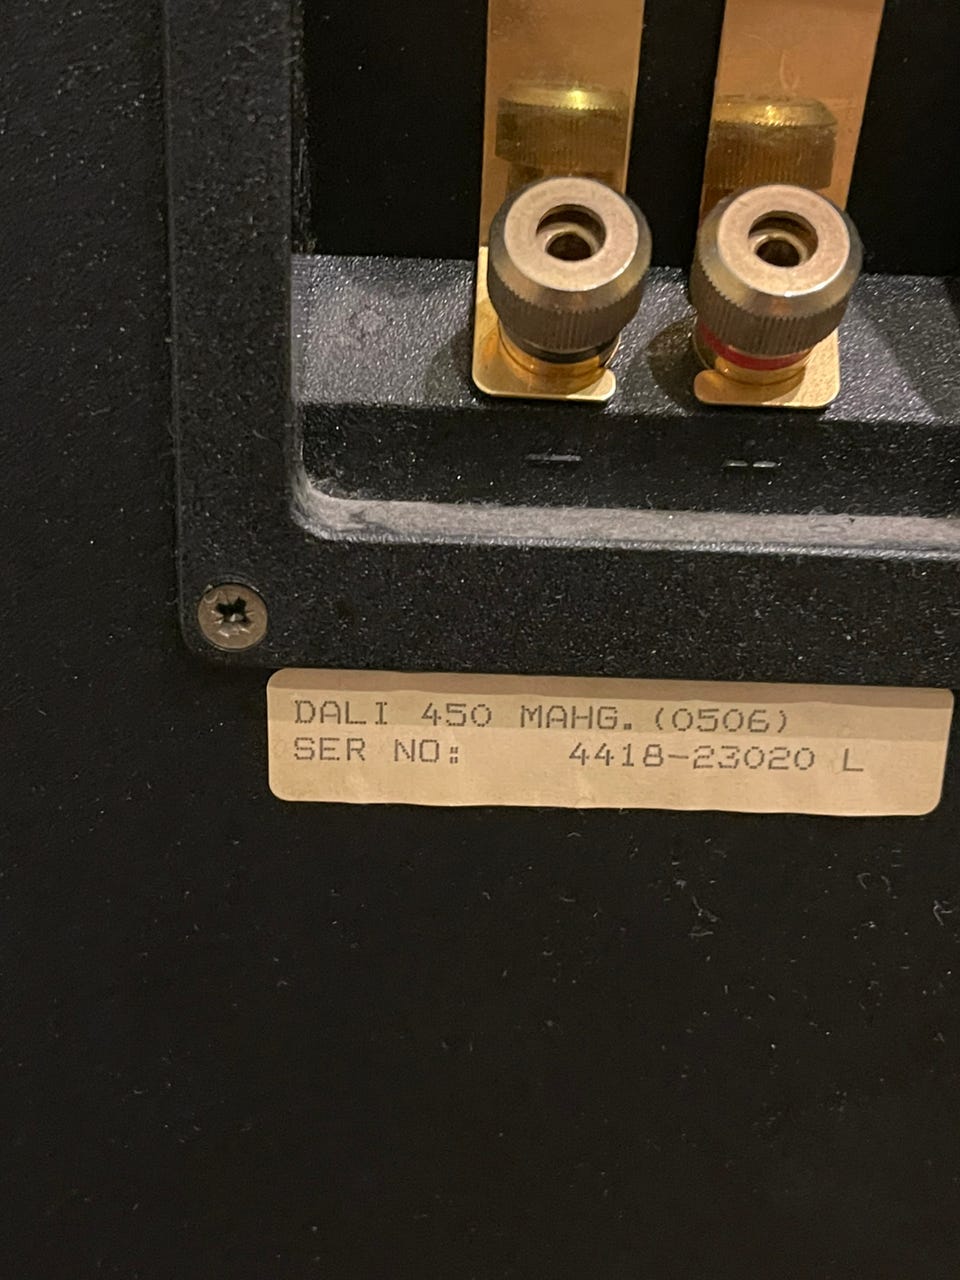 DALI 450 MAHG.(0506)
SER NO: 4418-23020 L